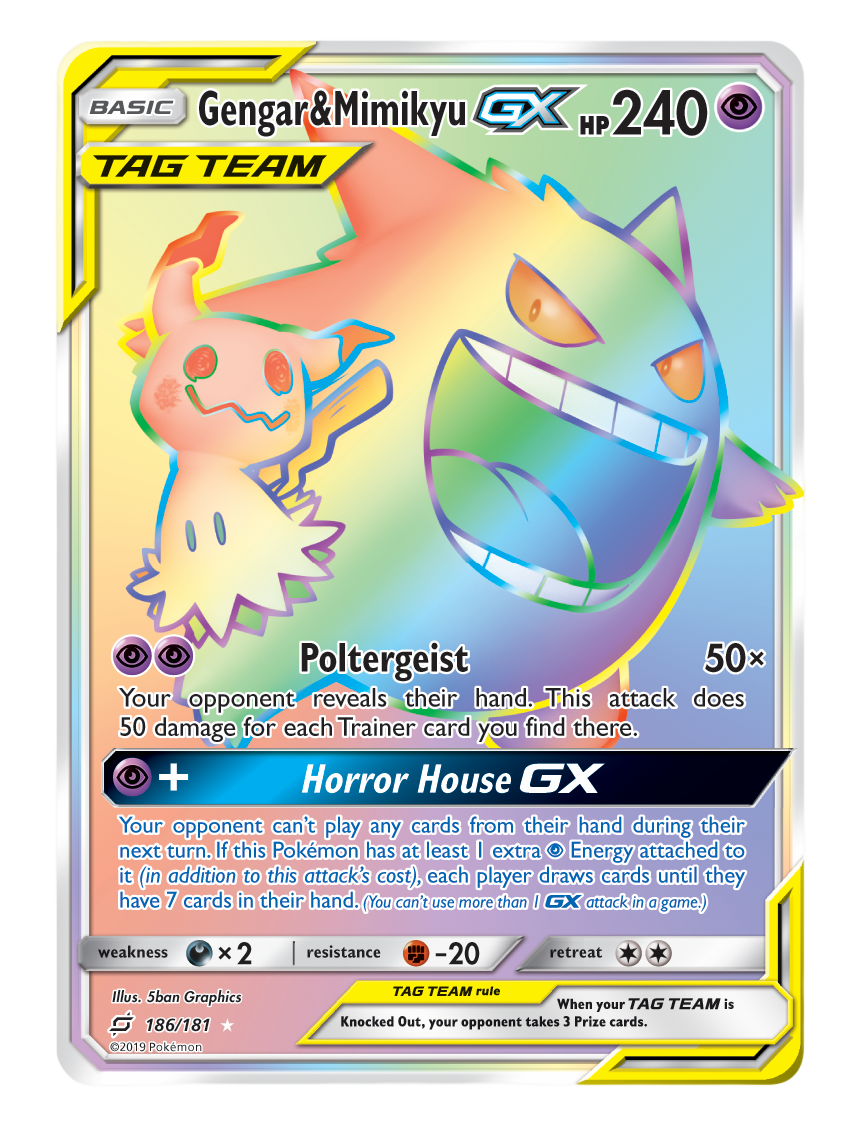 BASIC Gengar&Mimikyu GX HP 240
TAG TEAM
Poltergeist 50×
Your opponent reveals their hand. This attack does
50 damage for each Trainer card you find there.
+ Horror House GX
Your opponent can't play any cards from their hand during their
next turn. If this Pokémon has at least 1 extra Energy attached to
it (in addition to this attack's cost), each player draws cards until they
have 7 cards in their hand. (You can't use more than 1 GX attack in a game.)
weakness ×2 resistance -20 retreat
Illus. 5ban Graphics
186/181
©2019 Pokémon
TAG TEAM rule
When your TAG TEAM is
Knocked Out, your opponent takes 3 Prize cards.